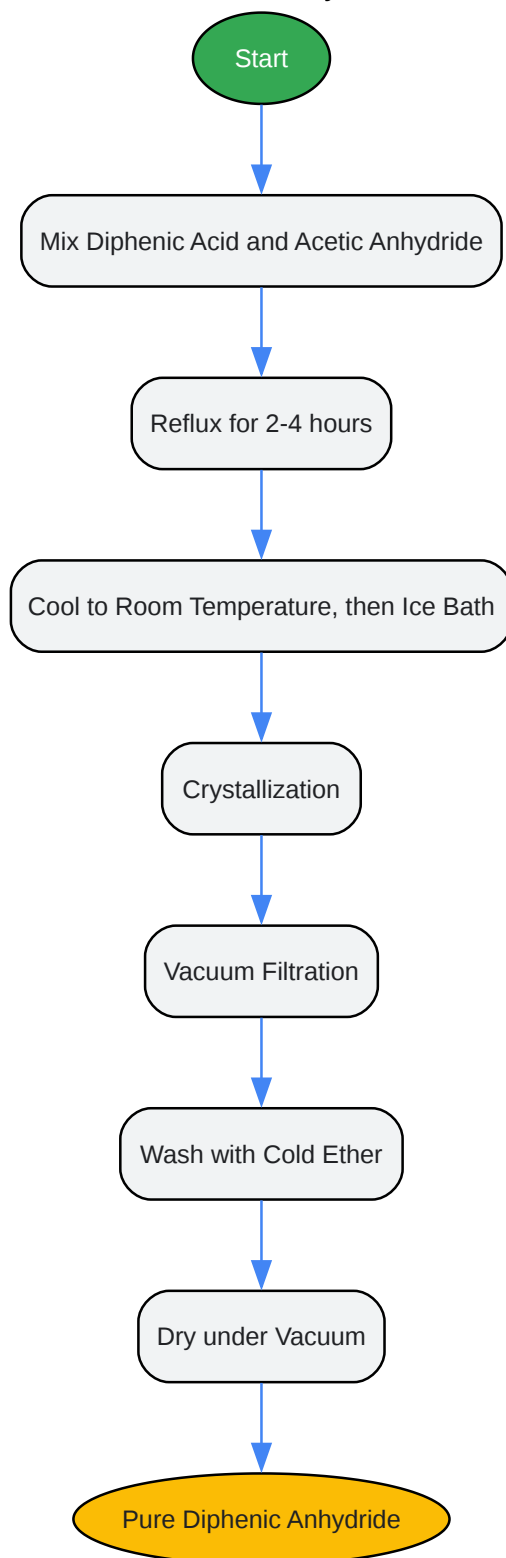 Start
Mix Diphenic Acid and Acetic Anhydride
Reflux for 2-4 hours
Cool to Room Temperature, then Ice Bath
Crystallization
Vacuum Filtration
Wash with Cold Ether
Dry under Vacuum
Pure Diphenic Anhydride